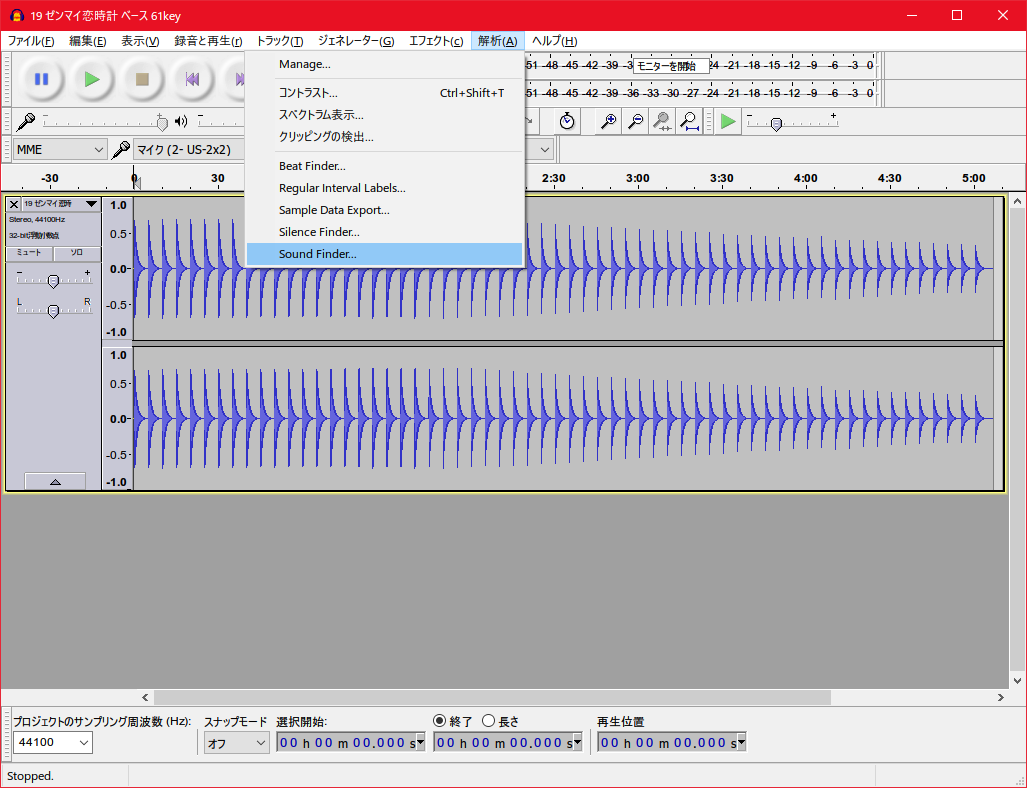 19 ゼンマイ恋時計 ベース 61key
ファイル(F) 編集(E) 表示(V) 録音と再生(r) トラック(T) ジェネレーター(G) エフェクト(c) 解析(A) ヘルプ(H)
Manage...
コントラスト... Ctrl+Shift+T
スペクトラム表示...
クリッピングの検出...
Beat Finder...
Regular Interval Labels...
Sample Data Export...
Silence Finder...
Sound Finder...
51 -48 -45 -42 -39 -36 モニターを開始 24 -21 -18 -15 -12 -9 -6 -3 0
51 -48 -45 -42 -39 -36 -33 -30 -27 -24 -21 -18 -15 -12 -9 -6 -3 0
MME マイク (2- US-2x2)
-30 0 30 2:30 3:00 3:30 4:00 4:30 5:00
19 ゼンマイ恋時
Stereo, 44100Hz
32-bit浮動小数点
ミュート ソロ
- +
L R
1.0
0.5-
0.0-
-0.5-
-1.0
1.0
0.5-
0.0-
-0.5-
-1.0
プロジェクトのサンプリング周波数 (Hz): スナップモード 選択開始: 終了 長さ 再生位置
44100 オフ 00 h 00 m 00.000 s 00 h 00 m 00.000 s 00 h 00 m 00.000 s
Stopped.